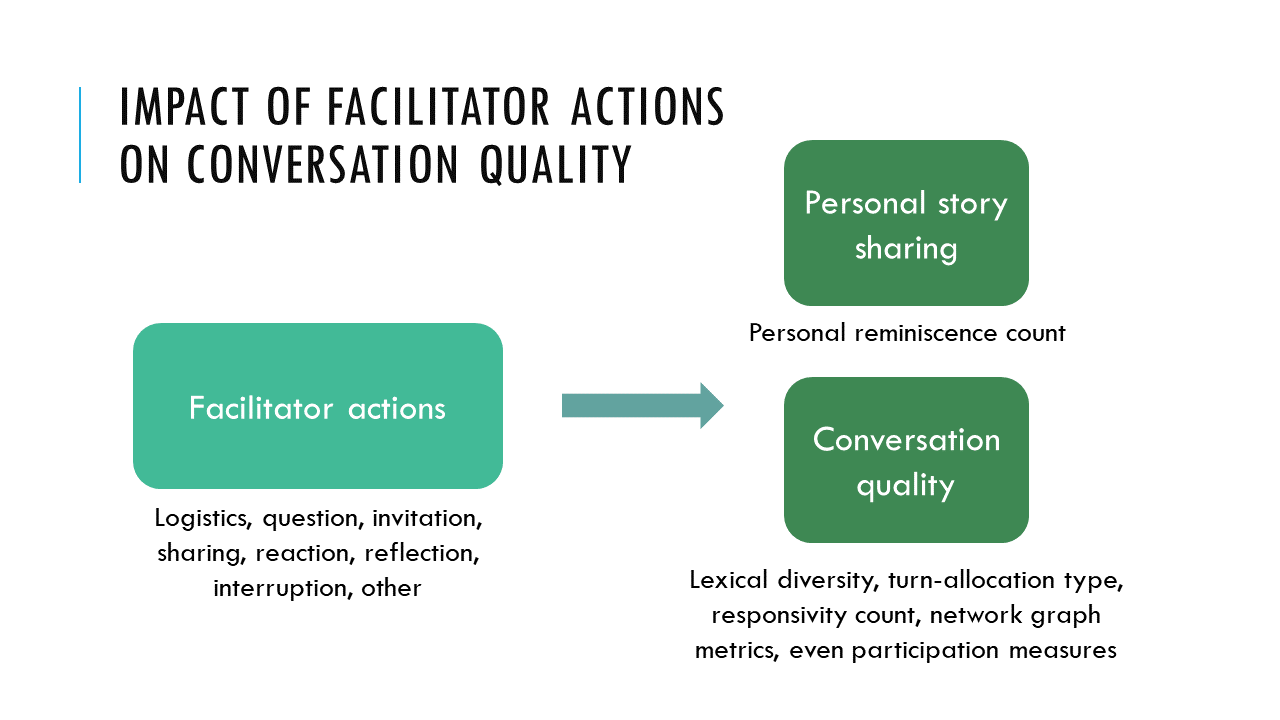 IMPACT OF FACILITATOR ACTIONS
ON CONVERSATION QUALITY
Personal story
sharing
Personal reminiscence count
Facilitator actions
Logistics, question, invitation,
sharing, reaction, reflection,
interruption, other
Conversation
quality
Lexical diversity, turn-allocation type,
responsivity count, network graph
metrics, even participation measures